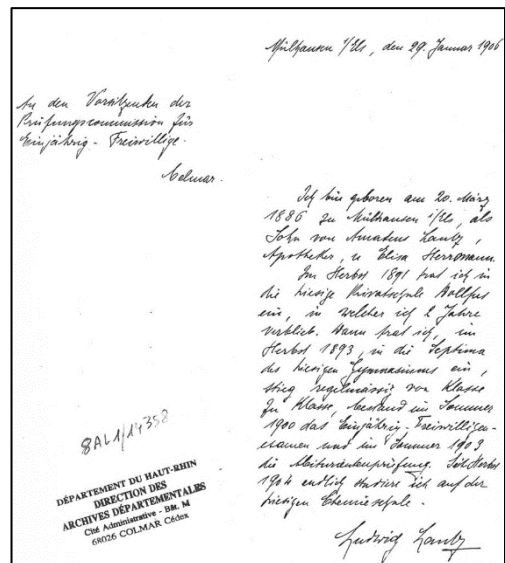 Mülhausen i/Els, den 29. Januar 1906
An den Vorsitzenden der
Prüfungscommission für
Einjährig-Freiwillige.
Colmar.
Ich bin geboren am 20. März
1886 zu Mülhausen i/Els, als
Sohn von Amadeus Lantz,
Apotheker, u Elisa Herrmann.
Im Herbst 1891 trat ich in
die hiesige Privatschule Dollfus
ein, in welcher ich 2 Jahre
verblieb. Dann trat ich, im
Herbst 1893, in die Septima
des hiesigen Gymnasiums ein,
stieg regelmässig von Klasse
zu Klasse, bestand im Sommer
1900 das Einjährig-Freiwilligen-
examen und im Sommer 1903
die Abiturientenprüfung. Seit Herbst
1904 endlich studiere ich auf der
hiesigen Chemieschule.
Ludwig Lantz
8AL1/14358
DÉPARTEMENT DU HAUT-RHIN
DIRECTION DES
ARCHIVES DÉPARTEMENTALES
Cité Administrative - Bât. M
68026 COLMAR Cédex